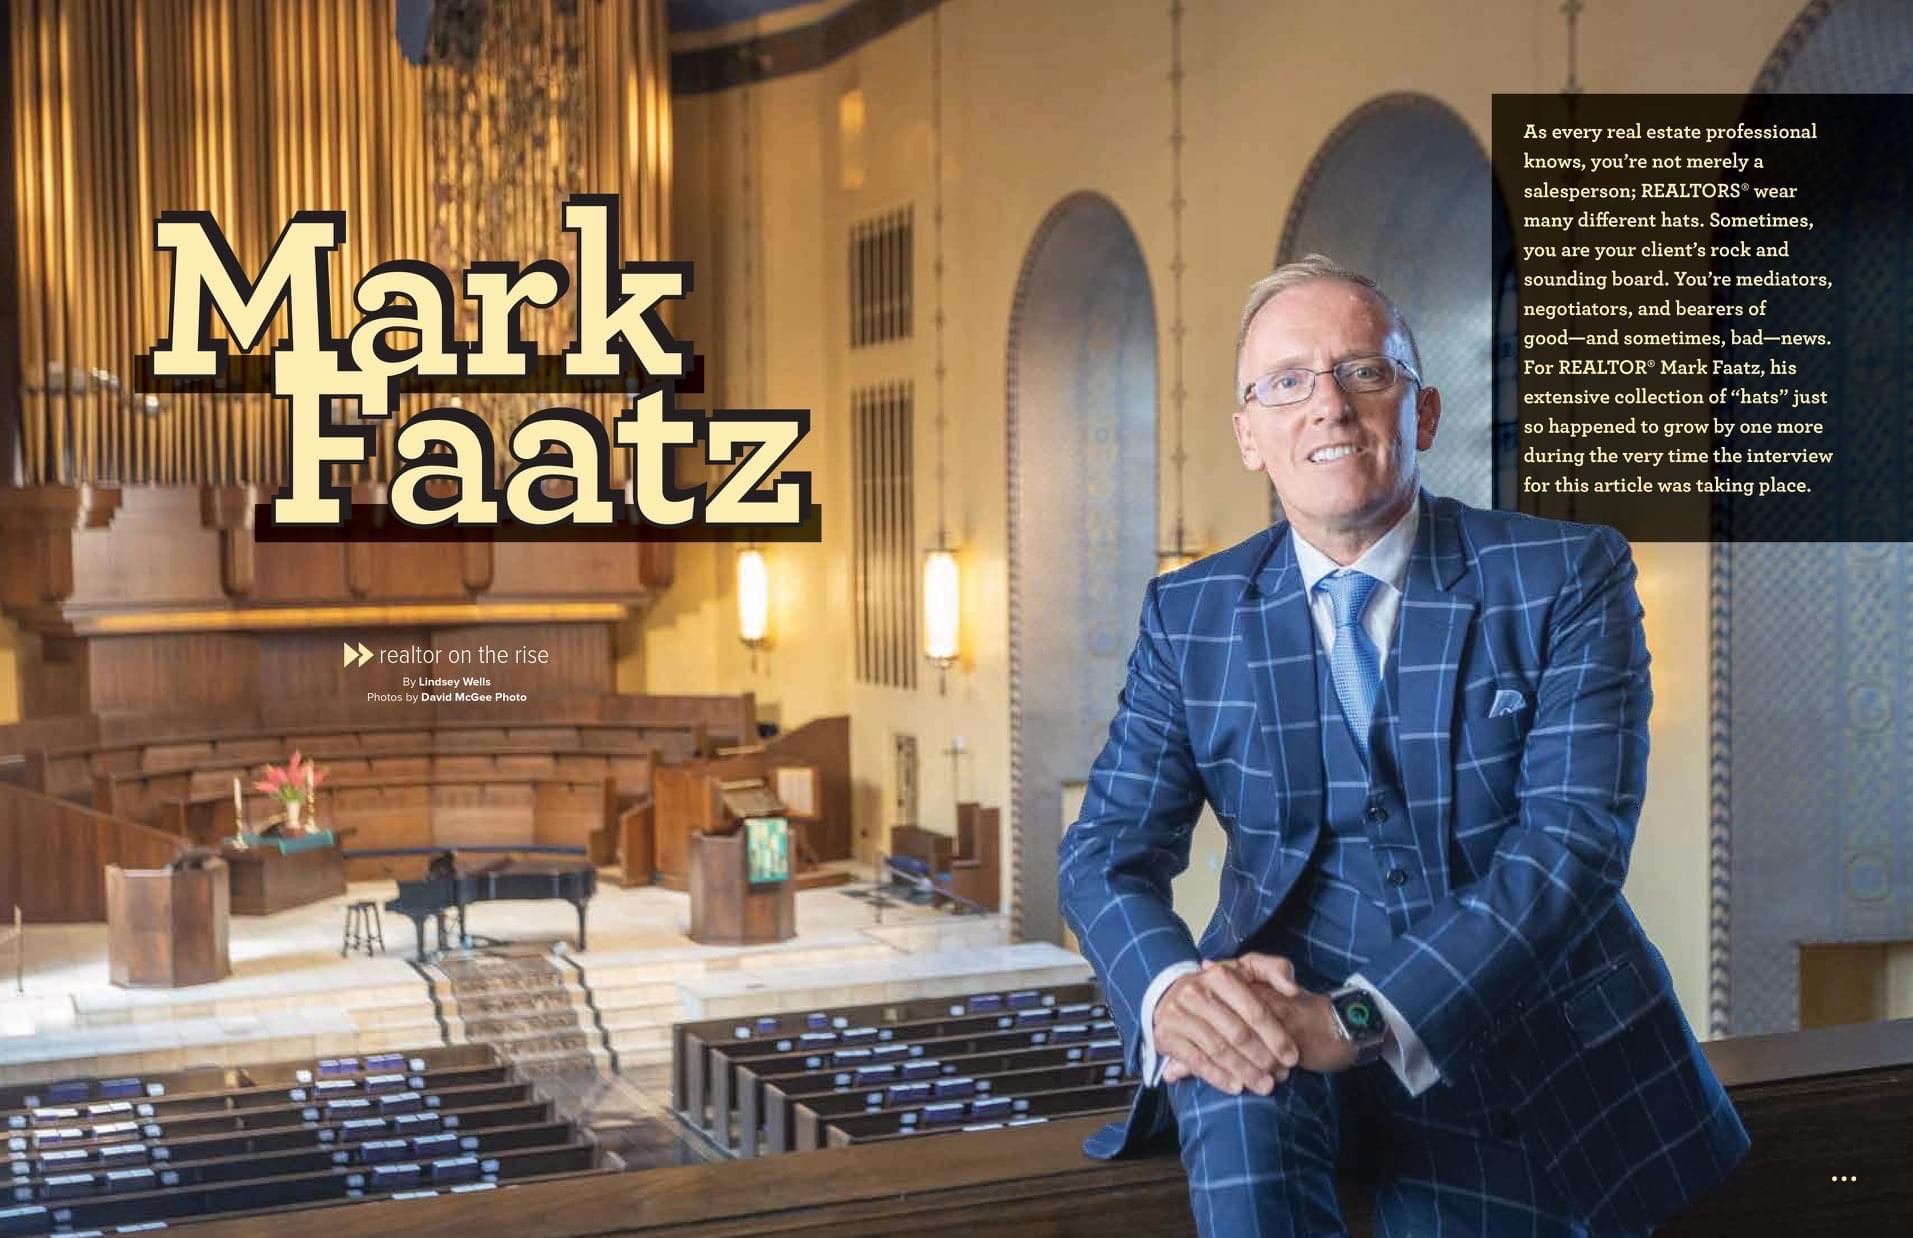 Mark
Faatz
realtor on the rise
By Lindsey Wells
Photos by David McGee Photo
As every real estate professional
knows, you're not merely a
salesperson; REALTORS® wear
many different hats. Sometimes,
you are your client's rock and
sounding board. You're mediators,
negotiators, and bearers of
good—and sometimes, bad—news.
For REALTOR® Mark Faatz, his
extensive collection of “hats” just
so happened to grow by one more
during the very time the interview
for this article was taking place.